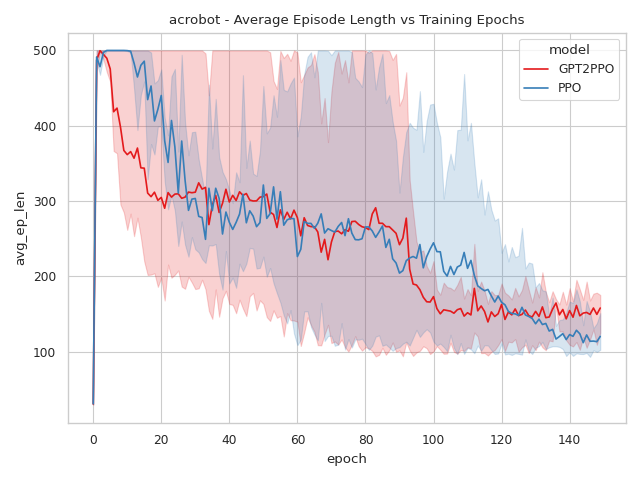 acrobot - Average Episode Length vs Training Epochs
model
GPT2PPO
PPO
avg_ep_len
500
400
300
200
100
0 20 40 60 80 100 120 140
epoch